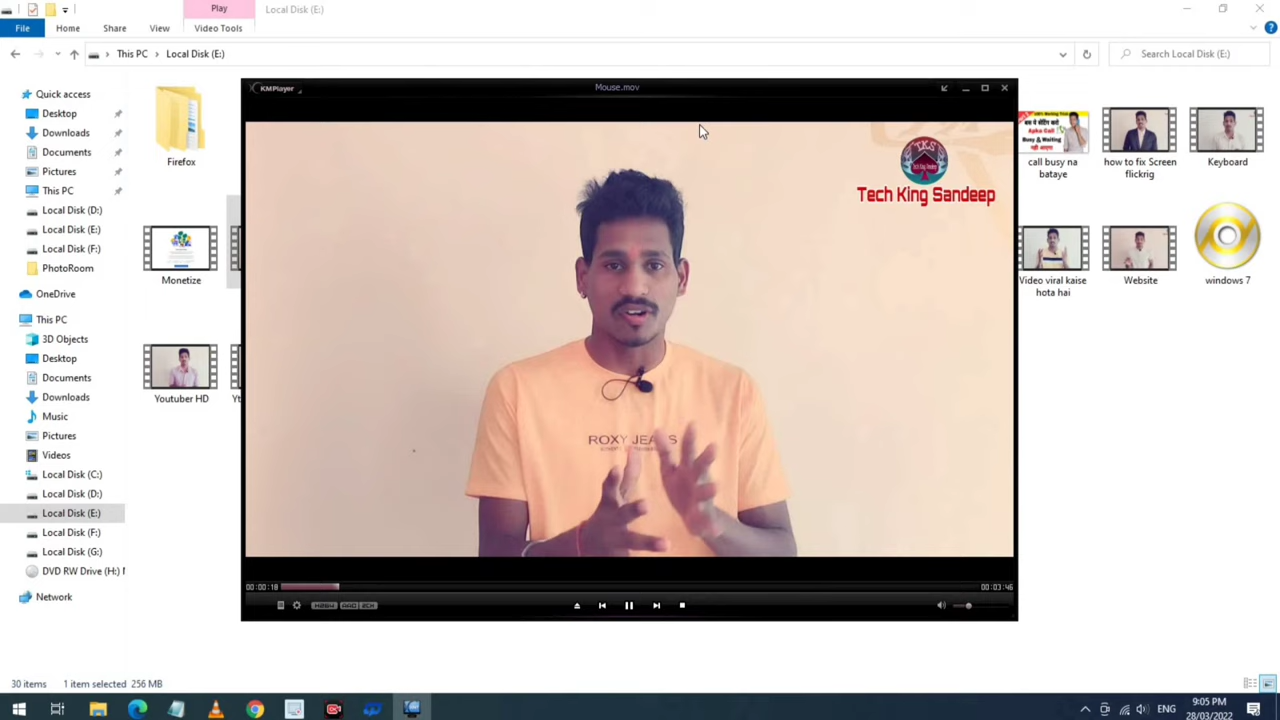 Play
Local Disk (E:)
File
Home
Share
View
Video Tools
This PC
Local Disk (E:)
Search Local Disk (E:)
Quick access
Desktop
Downloads
Documents
Pictures
This PC
Local Disk (D:)
Local Disk (E:)
Local Disk (F:)
PhotoRoom
OneDrive
This PC
3D Objects
Desktop
Documents
Downloads
Music
Pictures
Videos
Local Disk (C:)
Local Disk (D:)
Local Disk (E:)
Local Disk (F:)
Local Disk (G:)
DVD RW Drive (H:)
Network
Firefox
Monetize
Youtuber HD
KMPlayer
Mouse.mov
TKS
Tech King Sandeep
ROXY JEANS
00:00:18
00:03:46
H264
AAC
2CH
call busy na
bataye
how to fix Screen
flickrig
Keyboard
Video viral kaise
hota hai
Website
windows 7
30 items
1 item selected 256 MB
ENG
9:05 PM
28/03/2022